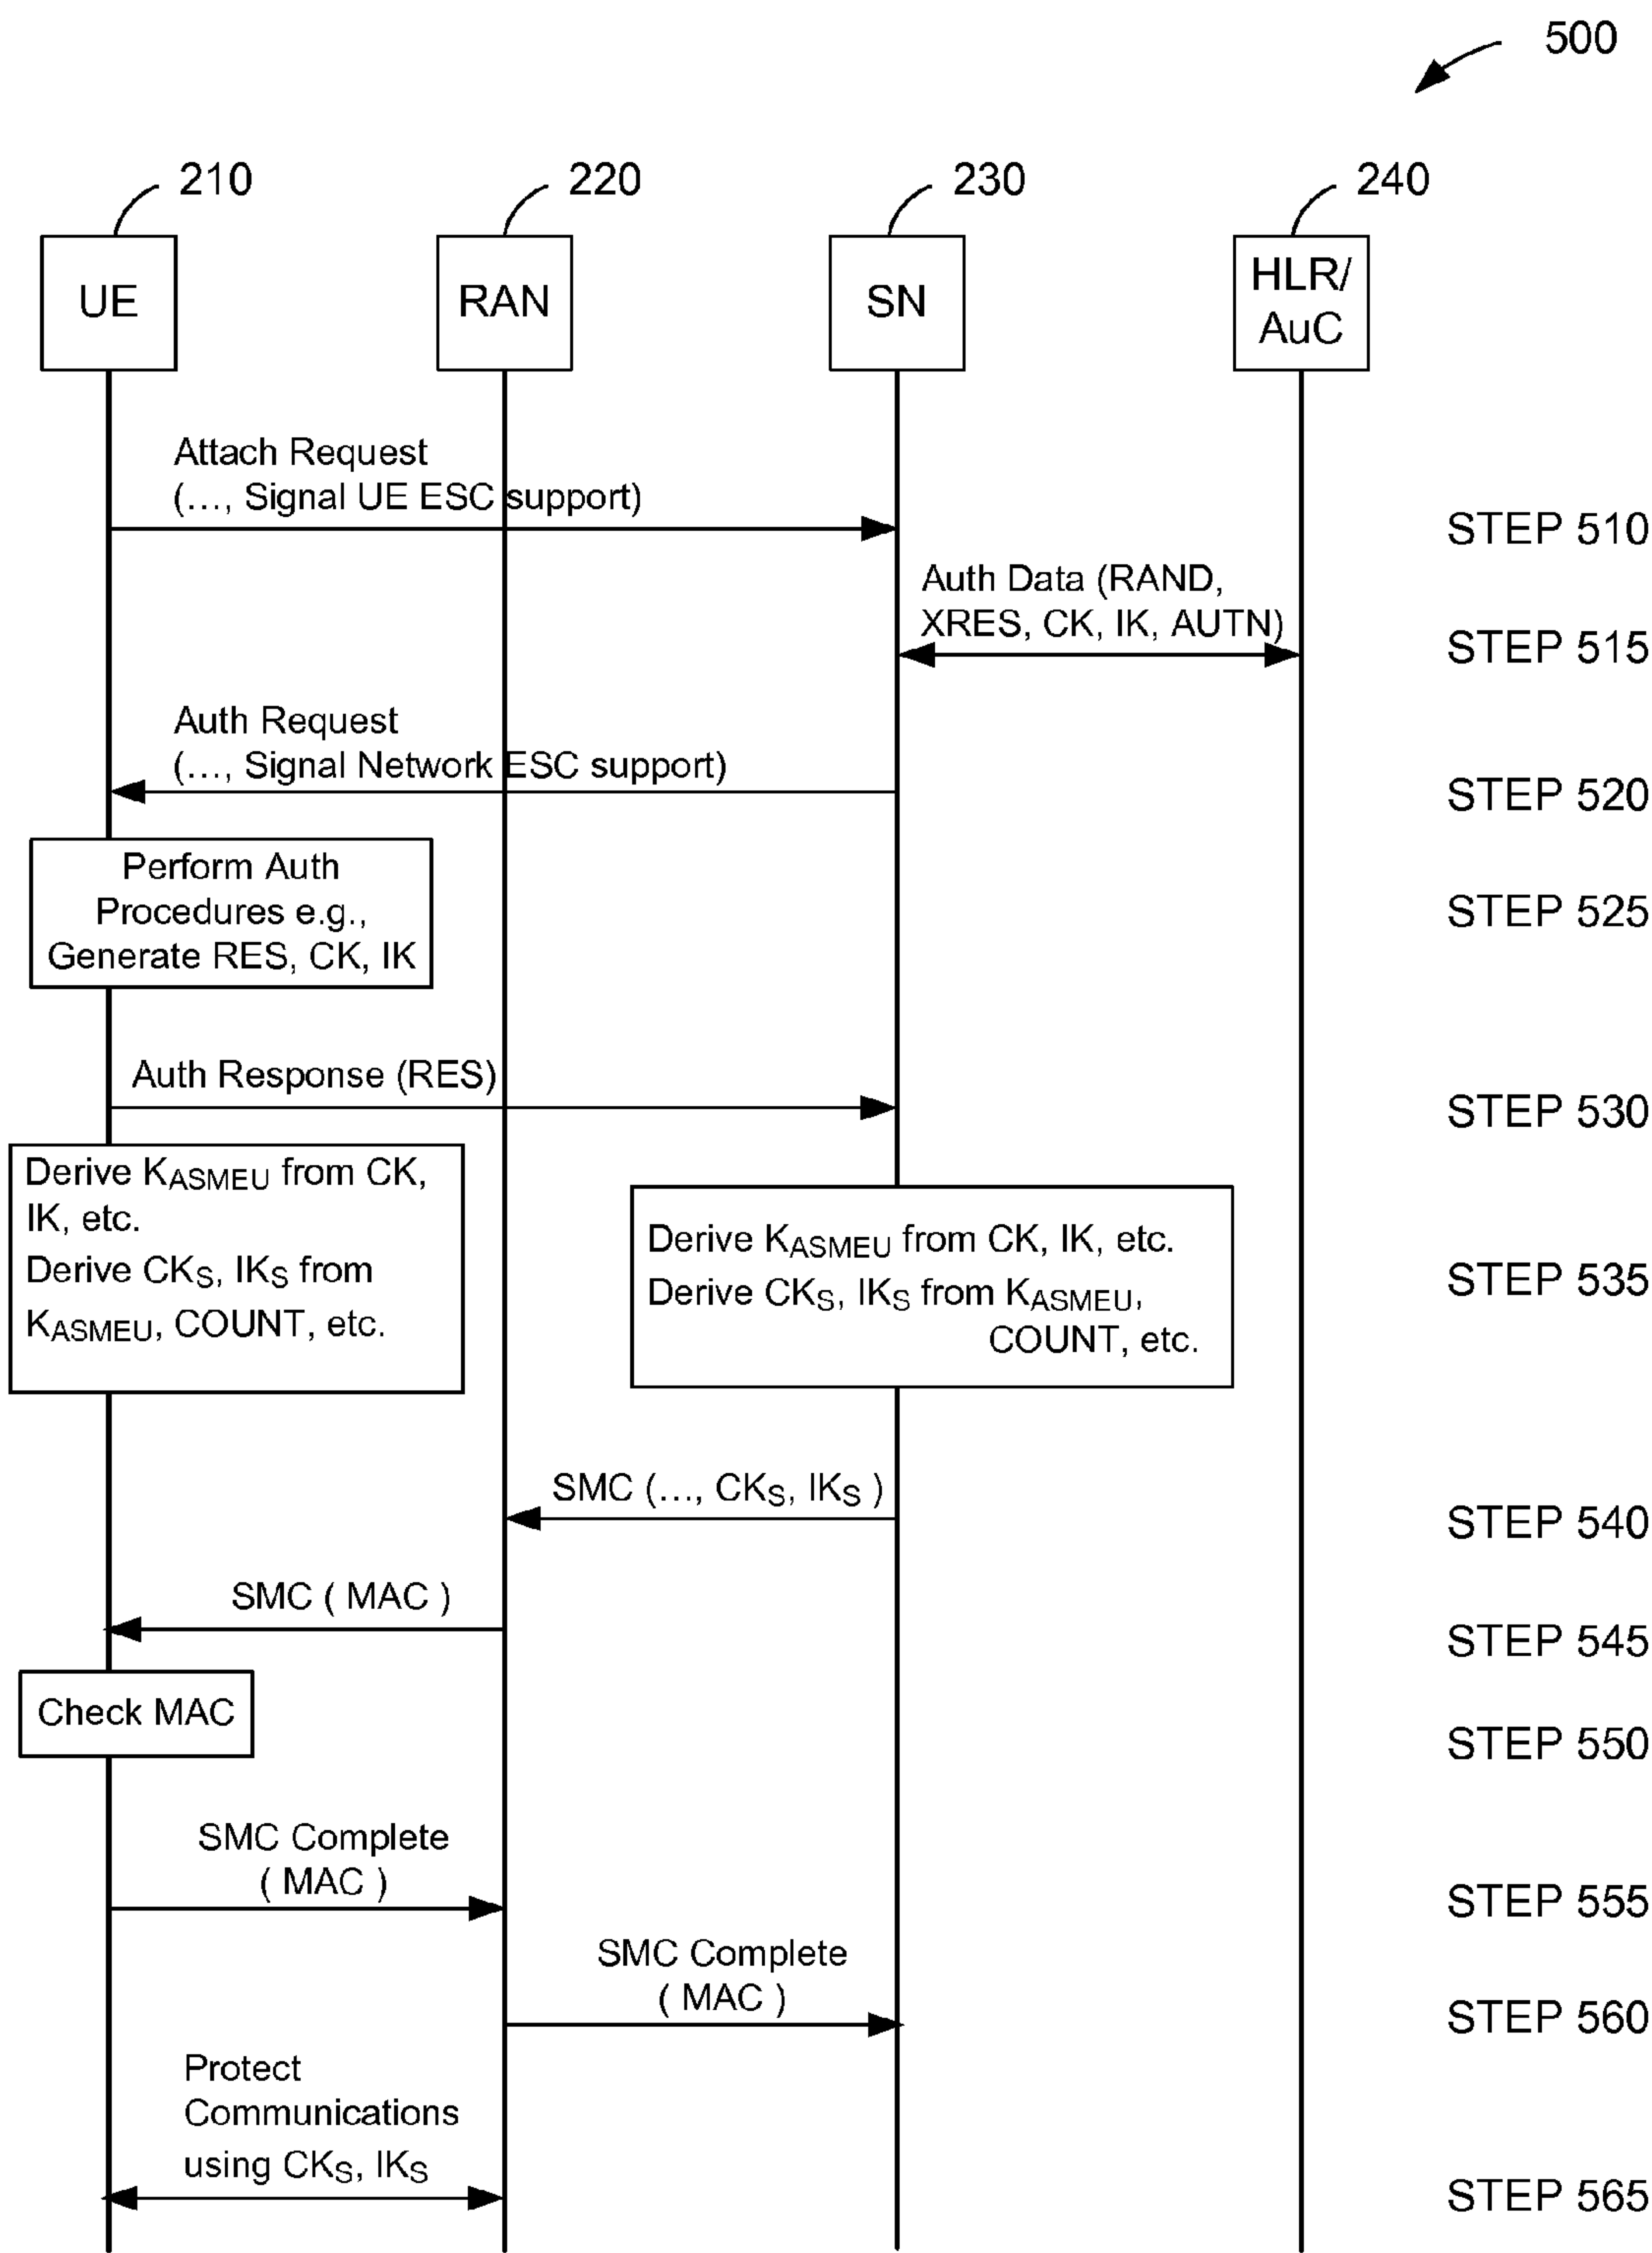 500
210
220
230
240
UE
RAN
SN
HLR/
AuC
Attach Request
(…, Signal UE ESC support)
STEP 510
Auth Data (RAND,
XRES, CK, IK, AUTN)
STEP 515
Auth Request
(…, Signal Network ESC support)
STEP 520
Perform Auth
Procedures e.g.,
Generate RES, CK, IK
STEP 525
Auth Response (RES)
STEP 530
Derive KASMEU from CK,
IK, etc.
Derive CKS, IKS from
KASMEU, COUNT, etc.
Derive KASMEU from CK, IK, etc.
Derive CKS, IKS from KASMEU,
COUNT, etc.
STEP 535
SMC (…, CKS, IKS )
STEP 540
SMC ( MAC )
STEP 545
Check MAC
STEP 550
SMC Complete
( MAC )
STEP 555
SMC Complete
( MAC )
STEP 560
Protect
Communications
using CKS, IKS
STEP 565